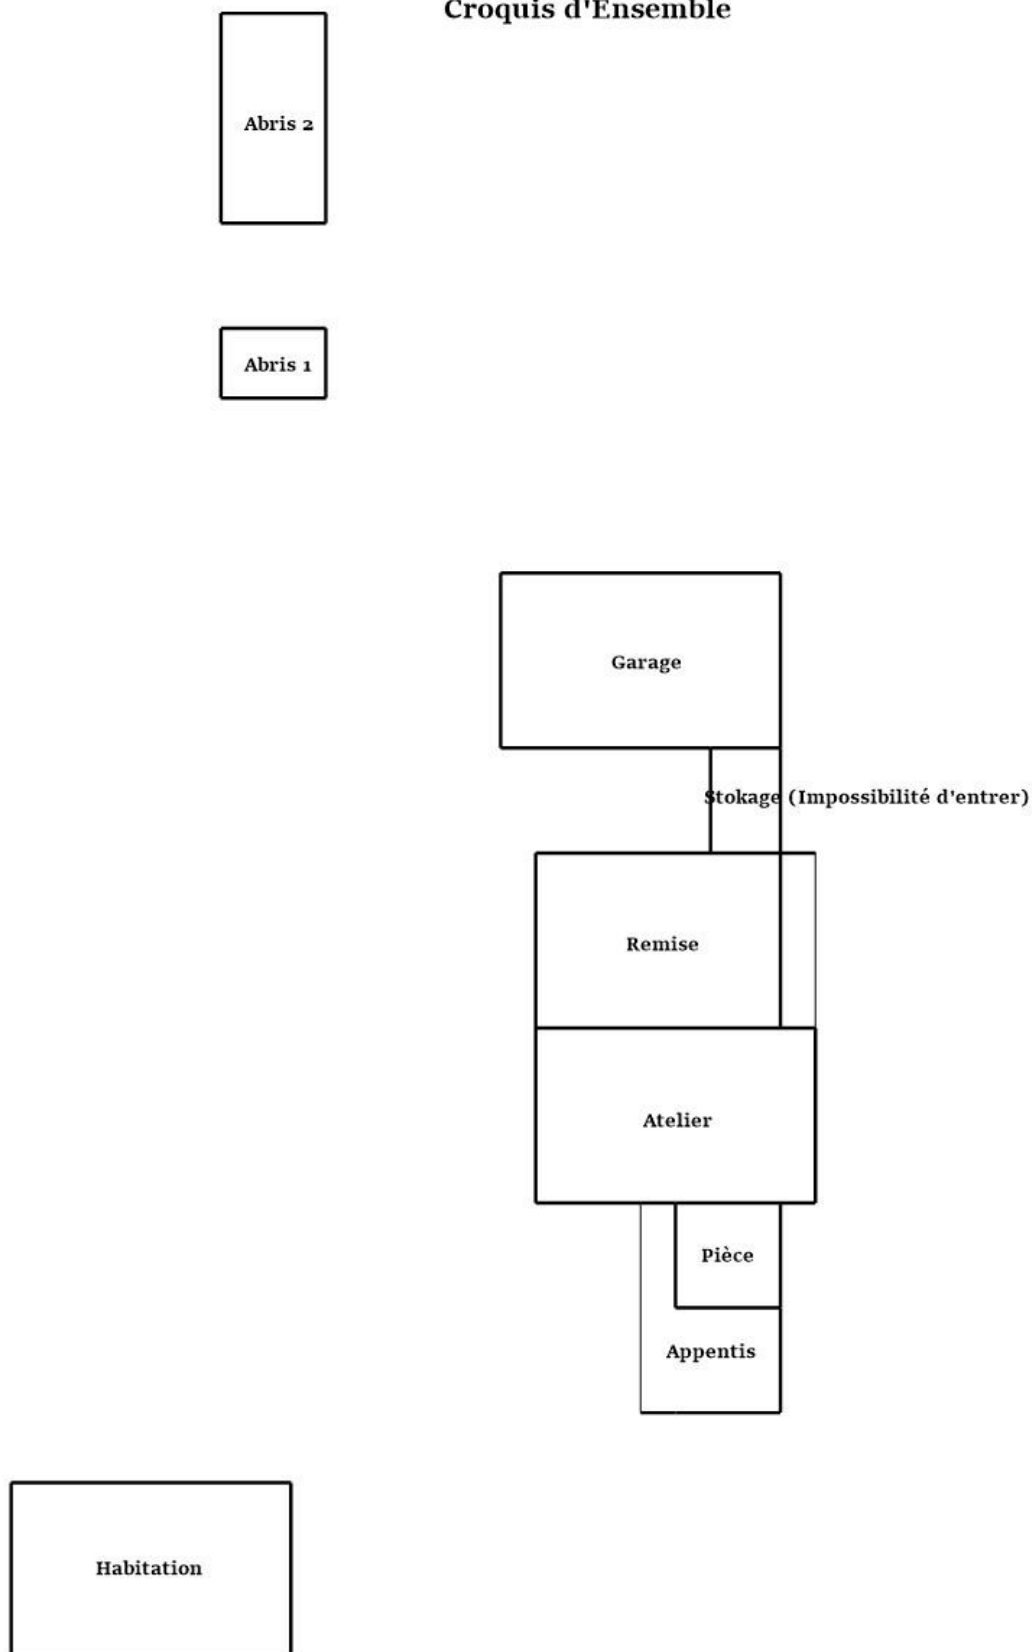 Croquis d'Ensemble
Abris 2
Abris 1
Garage
Stokage (Impossibilité d'entrer)
Remise
Atelier
Pièce
Appentis
Habitation